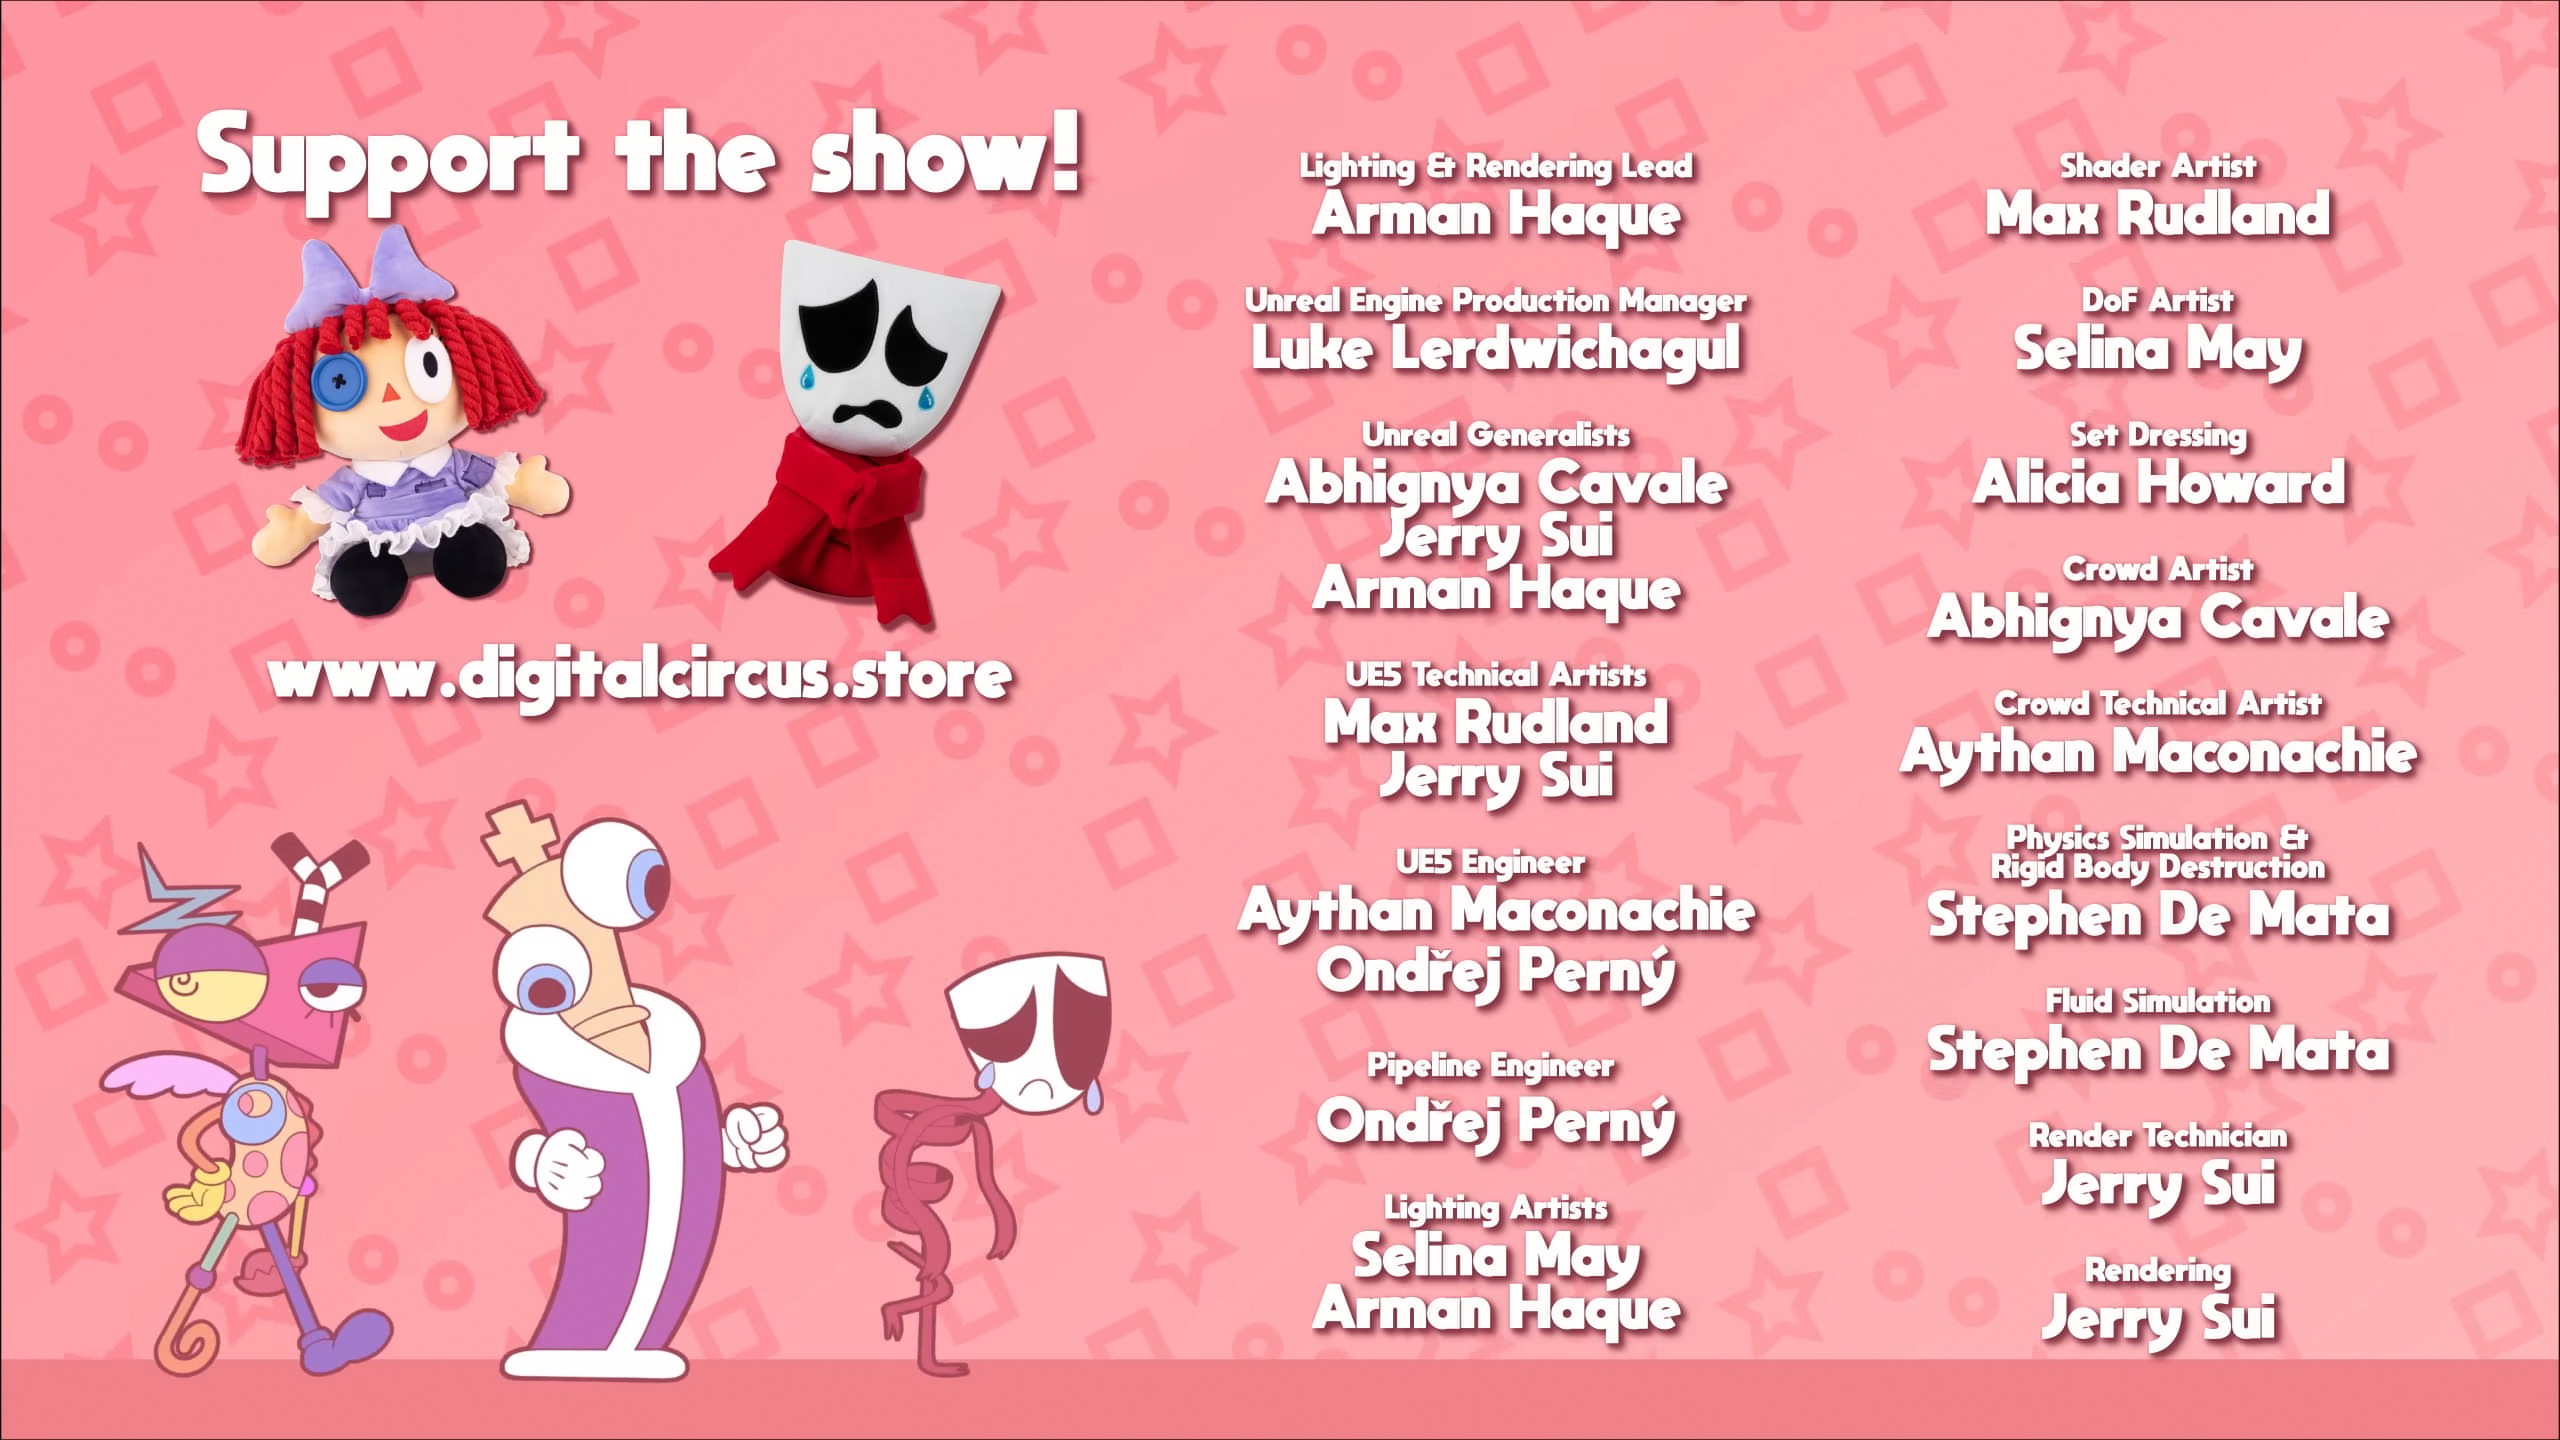 Support the show!
www.digitalcircus.store
Lighting & Rendering Lead
Arman Haque
Unreal Engine Production Manager
Luke Lerdwichagul
Unreal Generalists
Abhignya Cavale
Jerry Sui
Arman Haque
UE5 Technical Artists
Max Rudland
Jerry Sui
UE5 Engineer
Aythan Maconachie
Ondřej Perný
Pipeline Engineer
Ondřej Perný
Lighting Artists
Selina May
Arman Haque
Shader Artist
Max Rudland
DoF Artist
Selina May
Set Dressing
Alicia Howard
Crowd Artist
Abhignya Cavale
Crowd Technical Artist
Aythan Maconachie
Physics Simulation &
Rigid Body Destruction
Stephen De Mata
Fluid Simulation
Stephen De Mata
Render Technician
Jerry Sui
Rendering
Jerry Sui